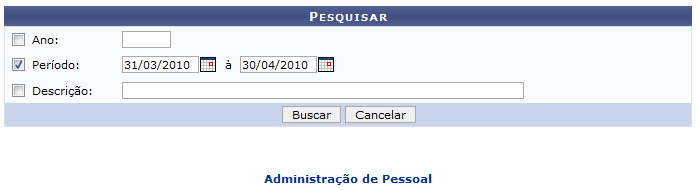 PESQUISAR
Ano:
Período: 31/03/2010 à 30/04/2010
Descrição:
Buscar Cancelar
Administração de Pessoal